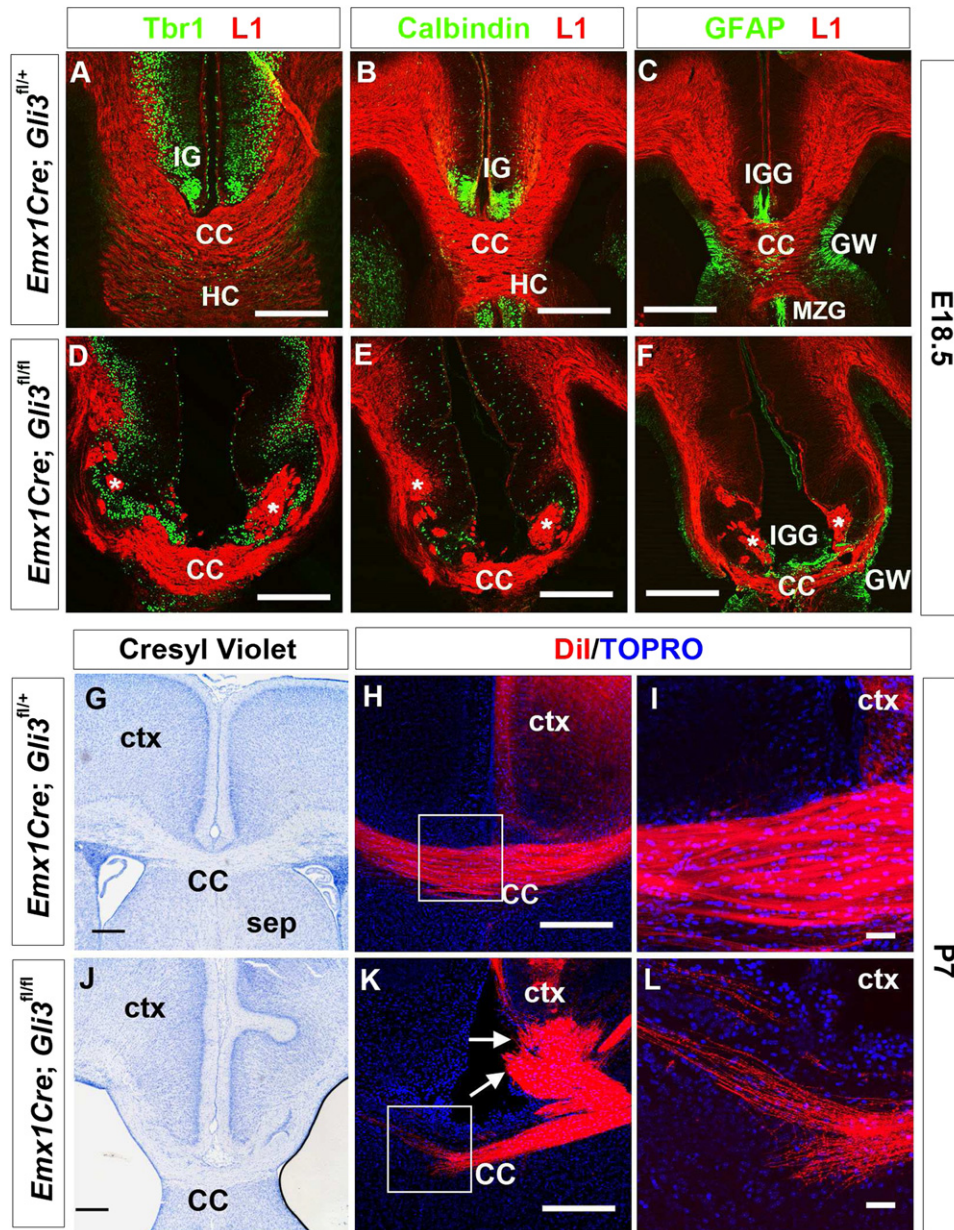 Tbr1 L1
Calbindin L1
GFAP L1
Emx1Cre; Gli3fl/+
A
IG
CC
HC
B
IG
CC
HC
C
IGG
CC
GW
MZG
E18.5
Emx1Cre; Gli3fl/fl
D
*
*
CC
E
*
*
CC
F
*
*
IGG
CC
GW
Cresyl Violet
DiI/TOPRO
Emx1Cre; Gli3fl/+
G
ctx
CC
sep
H
ctx
CC
I
ctx
P7
Emx1Cre; Gli3fl/fl
J
ctx
CC
K
ctx
CC
L
ctx